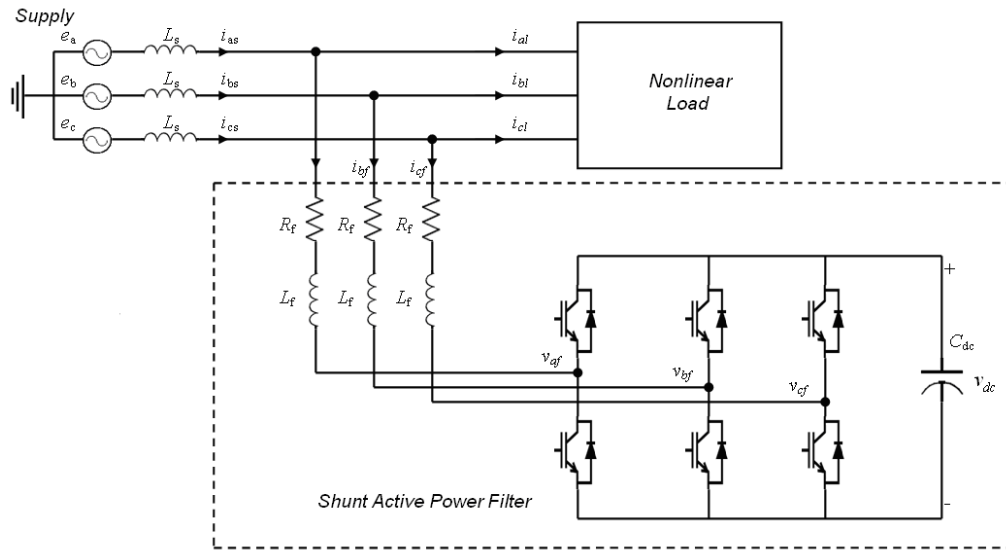 Supply
e_a L_s i_as i_al
e_b L_s i_bs i_bl
e_c L_s i_cs i_cl
Nonlinear
Load
i_bf i_cf
R_f R_f R_f
L_f L_f L_f
+
C_dc
v_dc
v_af
v_bf
v_cf
Shunt Active Power Filter
-